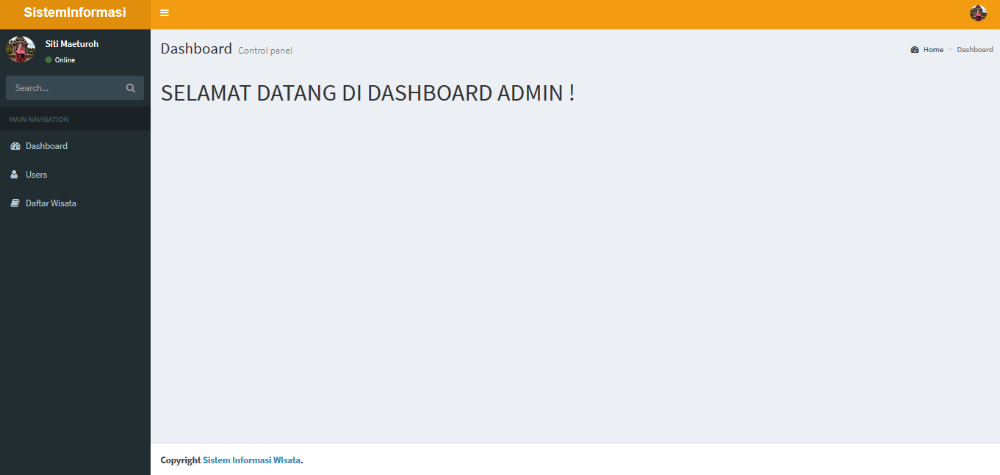 SistemInformasi
Siti Maeturoh
Online
Search...
MAIN NAVIGATION
Dashboard
Users
Daftar Wisata
Dashboard Control panel
Home > Dashboard
SELAMAT DATANG DI DASHBOARD ADMIN !
Copyright Sistem Informasi WIsata.